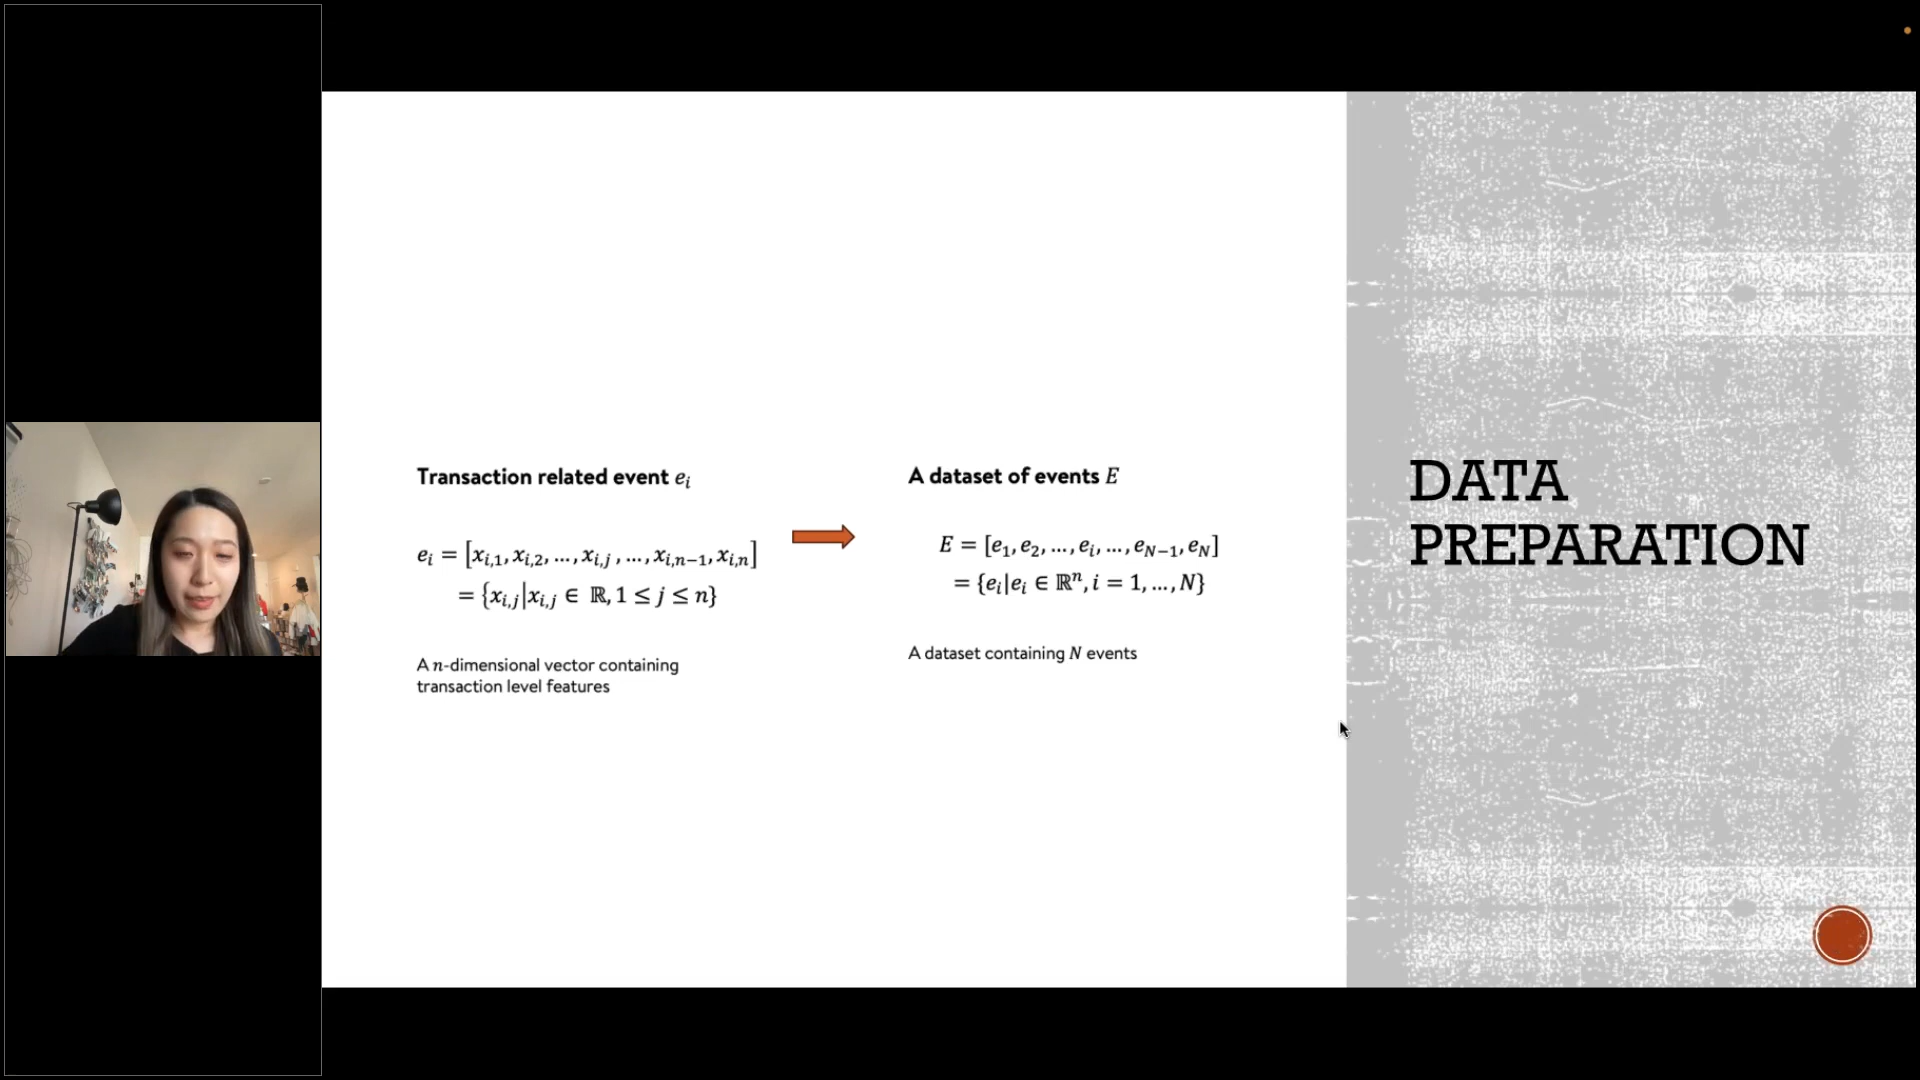 Transaction related event eᵢ
eᵢ = [xᵢ,₁, xᵢ,₂, …, xᵢ,ⱼ, …, xᵢ,ₙ₋₁, xᵢ,ₙ]
= {xᵢ,ⱼ|xᵢ,ⱼ ∈ ℝ, 1 ≤ j ≤ n}
A n-dimensional vector containing
transaction level features
A dataset of events E
E = [e₁, e₂, …, eᵢ, …, e_{N−1}, e_N]
= {eᵢ|eᵢ ∈ ℝⁿ, i = 1, …, N}
A dataset containing N events
DATA
PREPARATION